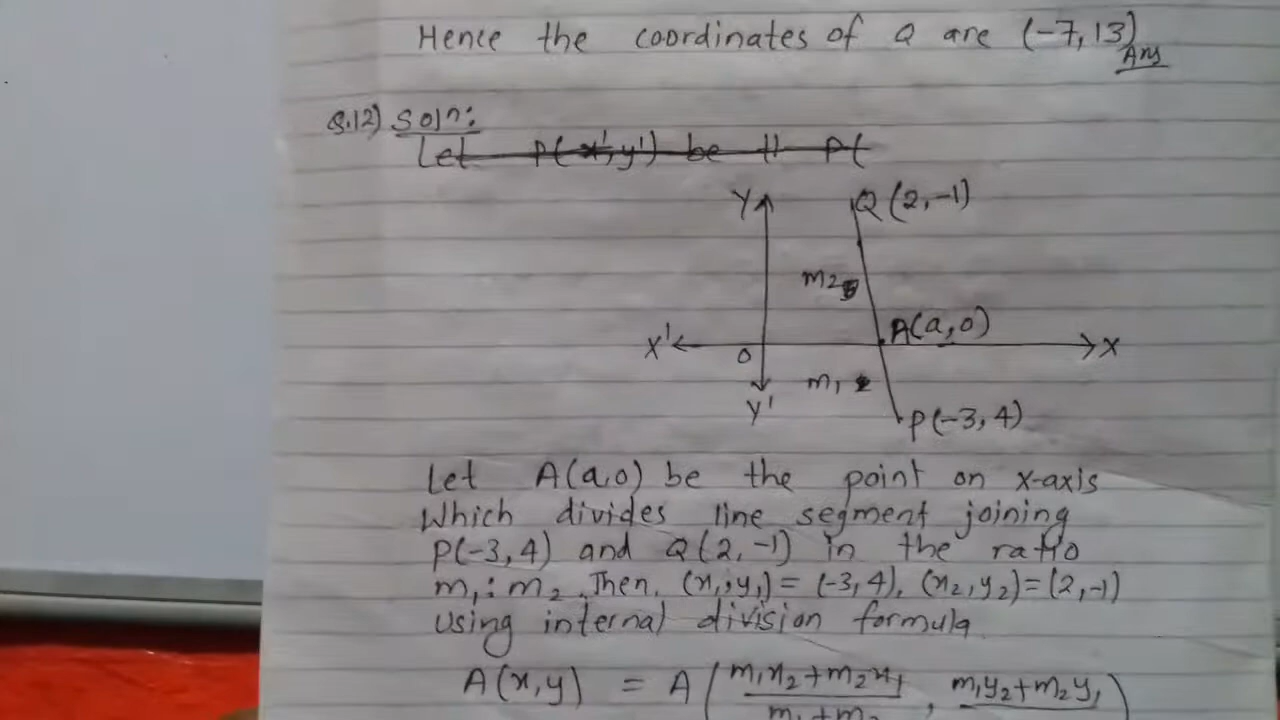 Hence the coordinates of Q are (-7, 13)
Ans
Q.12) Soln:
Let P(x', y') be tl P(
Y
Q (2, -1)
m2
A(a, 0)
X'
O
X
m1
Y'
P(-3, 4)
Let A(a,0) be the point on x-axis
Which divides line segment joining
P(-3, 4) and Q(2, -1) in the ratio
m₁ : m₂. Then, (x₁, y₁) = (-3, 4), (x₂, y₂) = (2, -1)
Using internal division formula
A(x, y) = A( m₁x₂ + m₂x₁ / m₁ + m₂ , m₁y₂ + m₂y₁ )